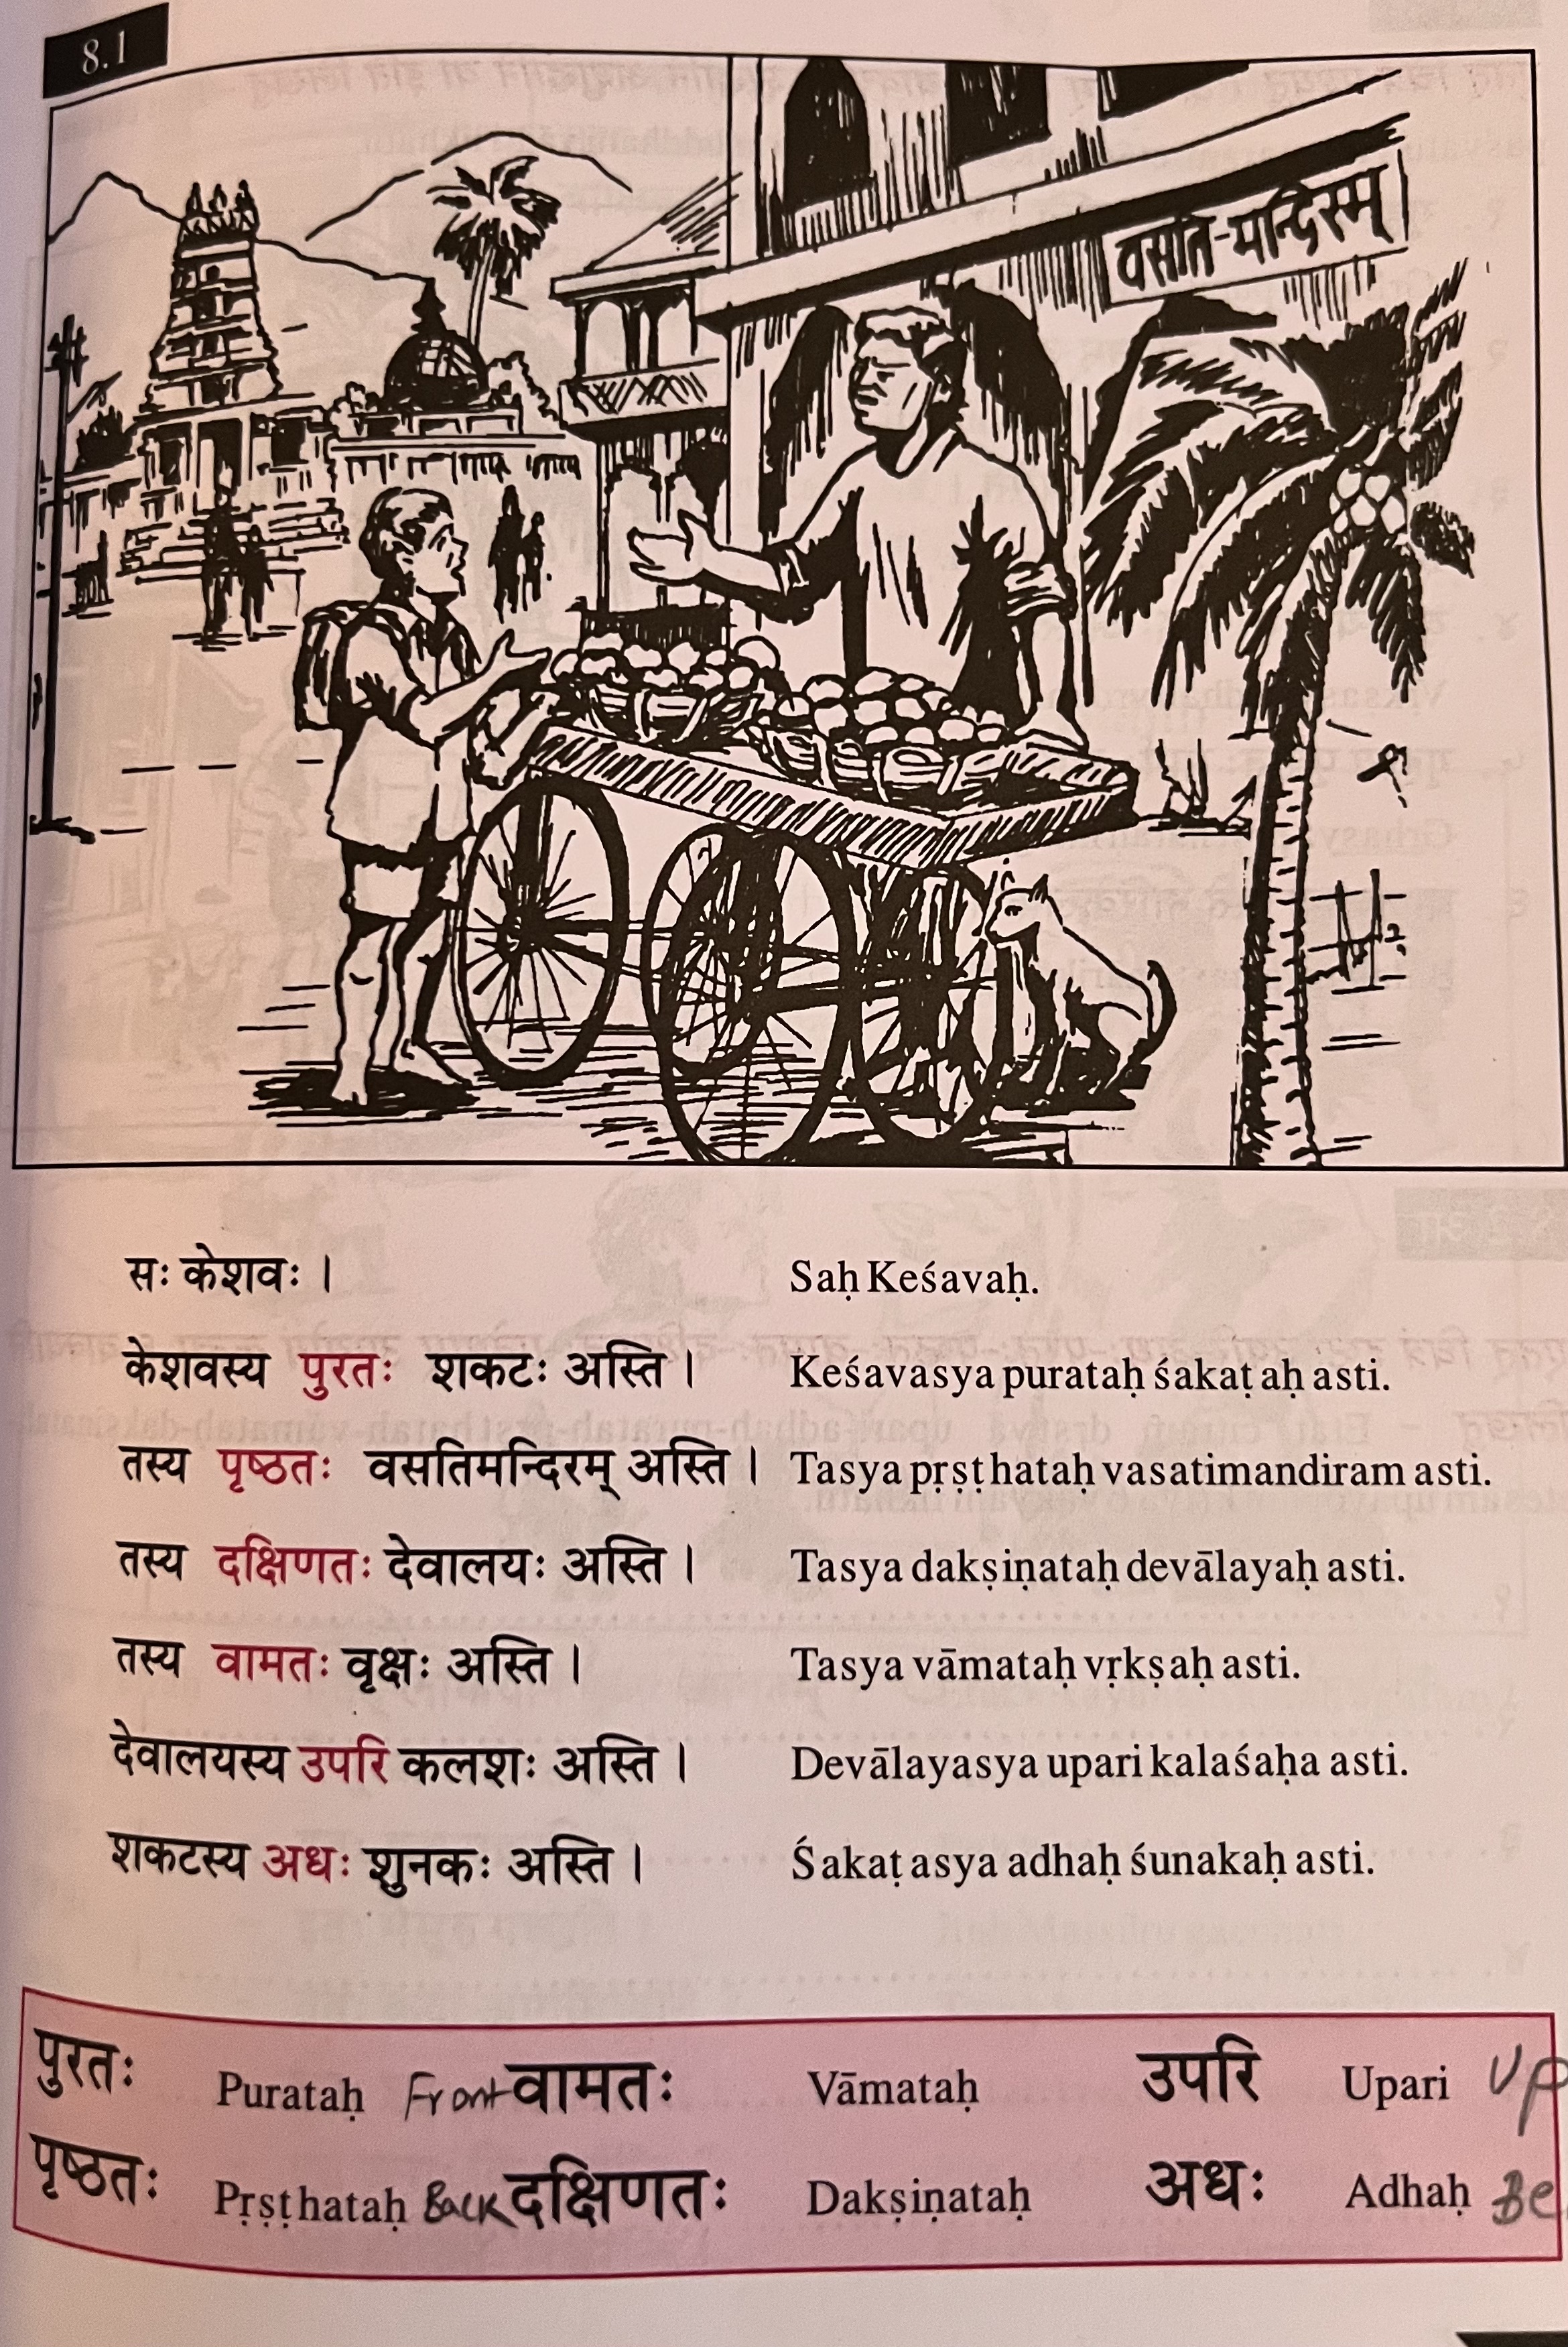 8.1
वसति-मन्दिरम्
सः केशवः । Saḥ Keśavaḥ.
केशवस्य पुरतः शकटः अस्ति । Keśavasya purataḥ śakaṭaḥ asti.
तस्य पृष्ठतः वसतिमन्दिरम् अस्ति । Tasya pṛṣṭhataḥ vasatimandiram asti.
तस्य दक्षिणतः देवालयः अस्ति । Tasya dakṣiṇataḥ devālayaḥ asti.
तस्य वामतः वृक्षः अस्ति । Tasya vāmataḥ vṛkṣaḥ asti.
देवालयस्य उपरि कलशः अस्ति । Devālayasya upari kalaśaḥa asti.
शकटस्य अधः शुनकः अस्ति । Śakaṭasya adhaḥ śunakaḥ asti.
पुरतः Purataḥ Front वामतः Vāmataḥ उपरि Upari Up
पृष्ठतः Pṛṣṭhataḥ Back दक्षिणतः Dakṣiṇataḥ अधः Adhaḥ Be